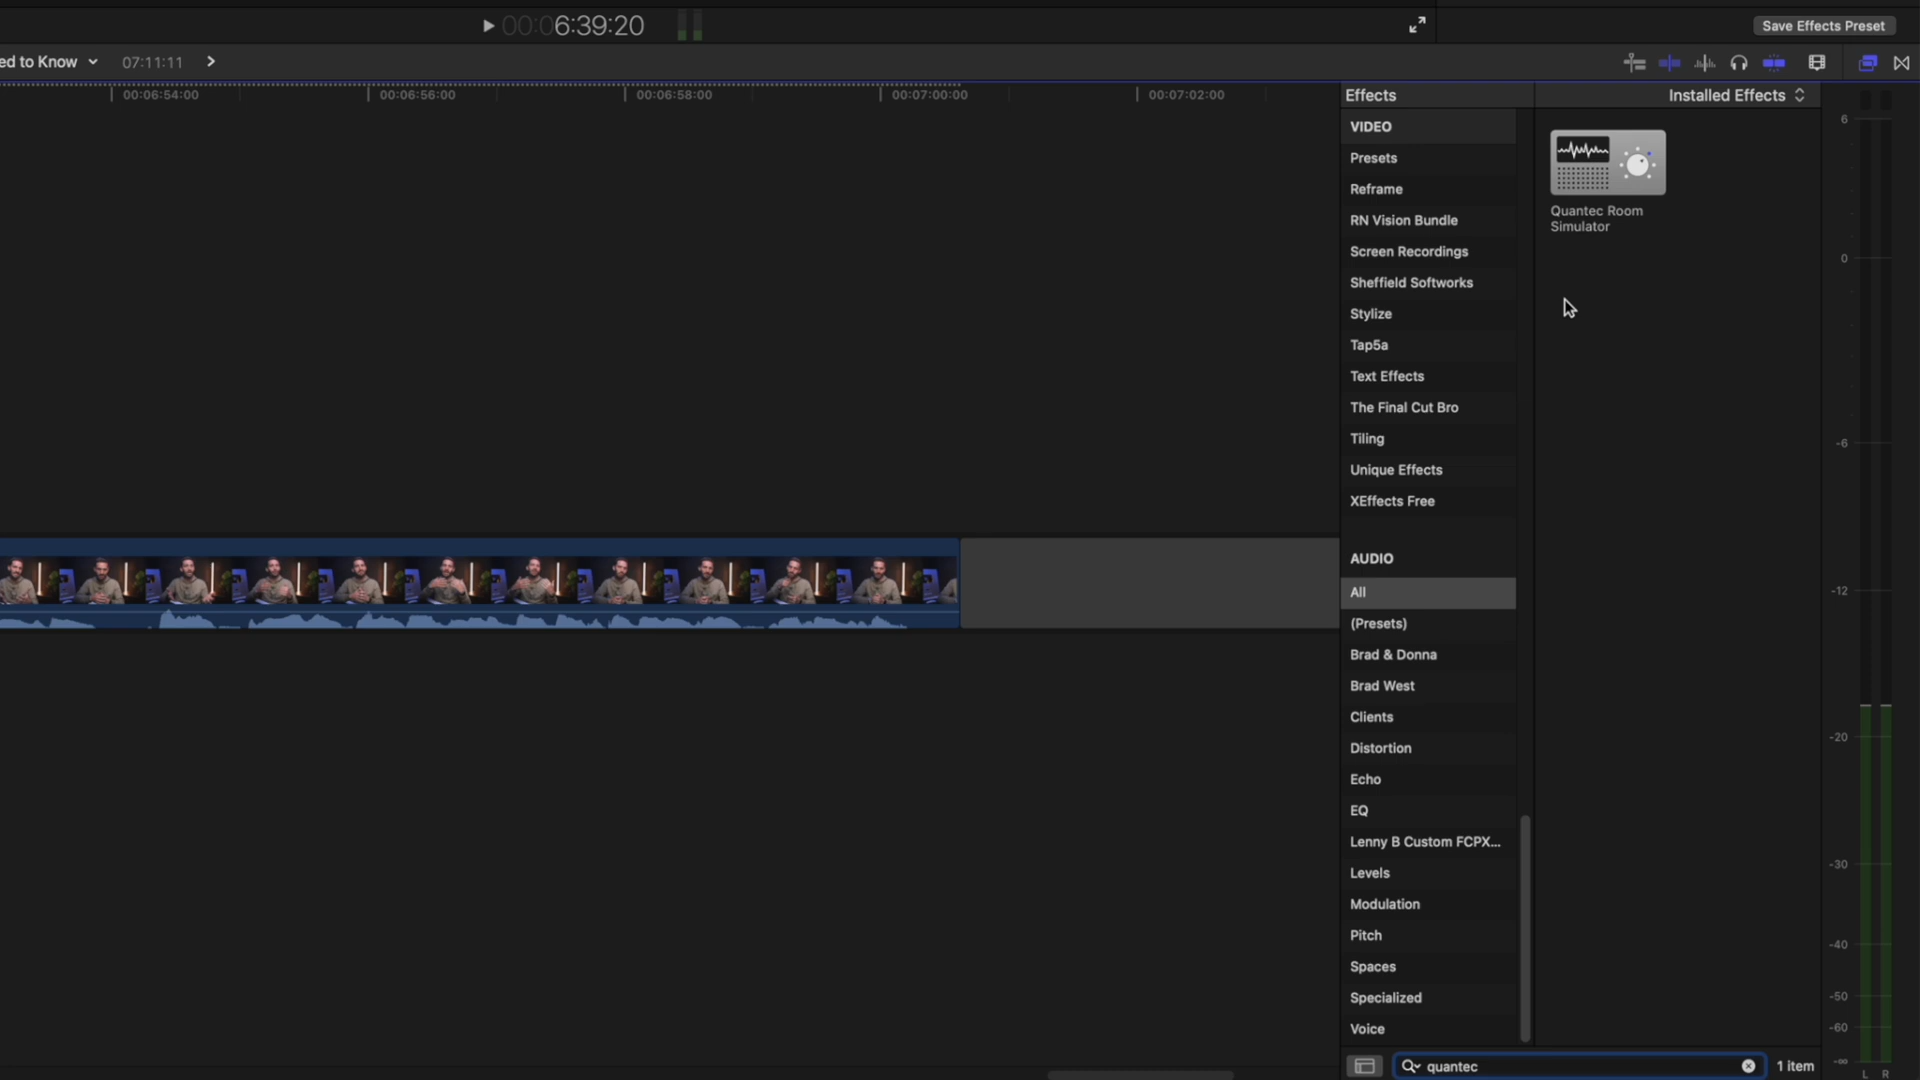 00:06:39:20
Save Effects Preset
ed to Know
07:11:11
00:06:54:00
00:06:56:00
00:06:58:00
00:07:00:00
00:07:02:00
Effects
Installed Effects
VIDEO
Presets
Reframe
RN Vision Bundle
Screen Recordings
Sheffield Softworks
Stylize
Tap5a
Text Effects
The Final Cut Bro
Tiling
Unique Effects
XEffects Free
AUDIO
All
(Presets)
Brad & Donna
Brad West
Clients
Distortion
Echo
EQ
Lenny B Custom FCPX...
Levels
Modulation
Pitch
Spaces
Specialized
Voice
Quantec Room
Simulator
6
0
-6
-12
-20
-30
-40
-50
-60
-∞
L R
quantec
1 item